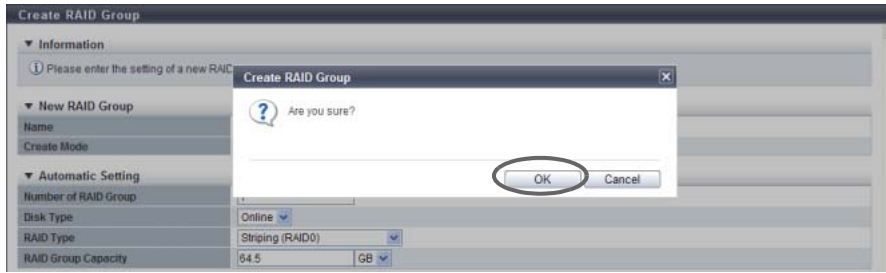 Create RAID Group
Information
Please enter the setting of a new RAID
Create RAID Group
Are you sure?
OK Cancel
New RAID Group
Name
Create Mode
Automatic Setting
Number of RAID Group
Disk Type Online
RAID Type Striping (RAID0)
RAID Group Capacity 64.5 GB